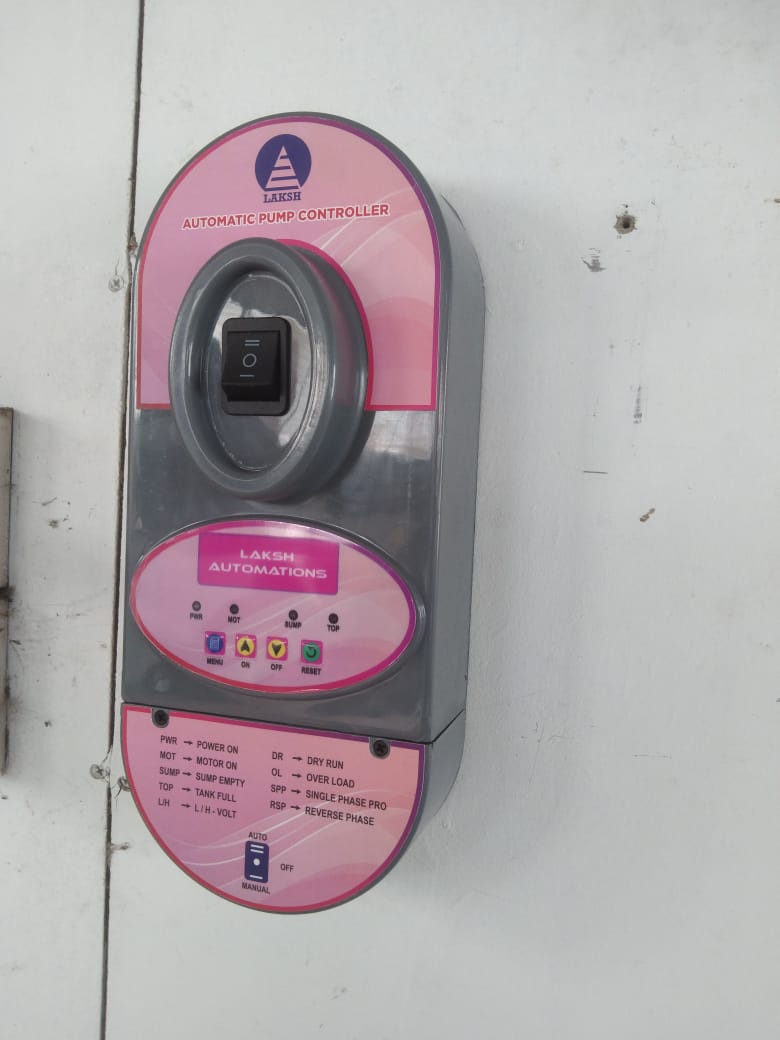 LAKSH
AUTOMATIC PUMP CONTROLLER
LAKSH
AUTOMATIONS
PWR MOT SUMP TOP
MENU ON OFF RESET
PWR → POWER ON
MOT → MOTOR ON
SUMP → SUMP EMPTY
TOP → TANK FULL
L/H → L / H - VOLT
DR → DRY RUN
OL → OVER LOAD
SPP → SINGLE PHASE PRO
RSP → REVERSE PHASE
AUTO
OFF
MANUAL